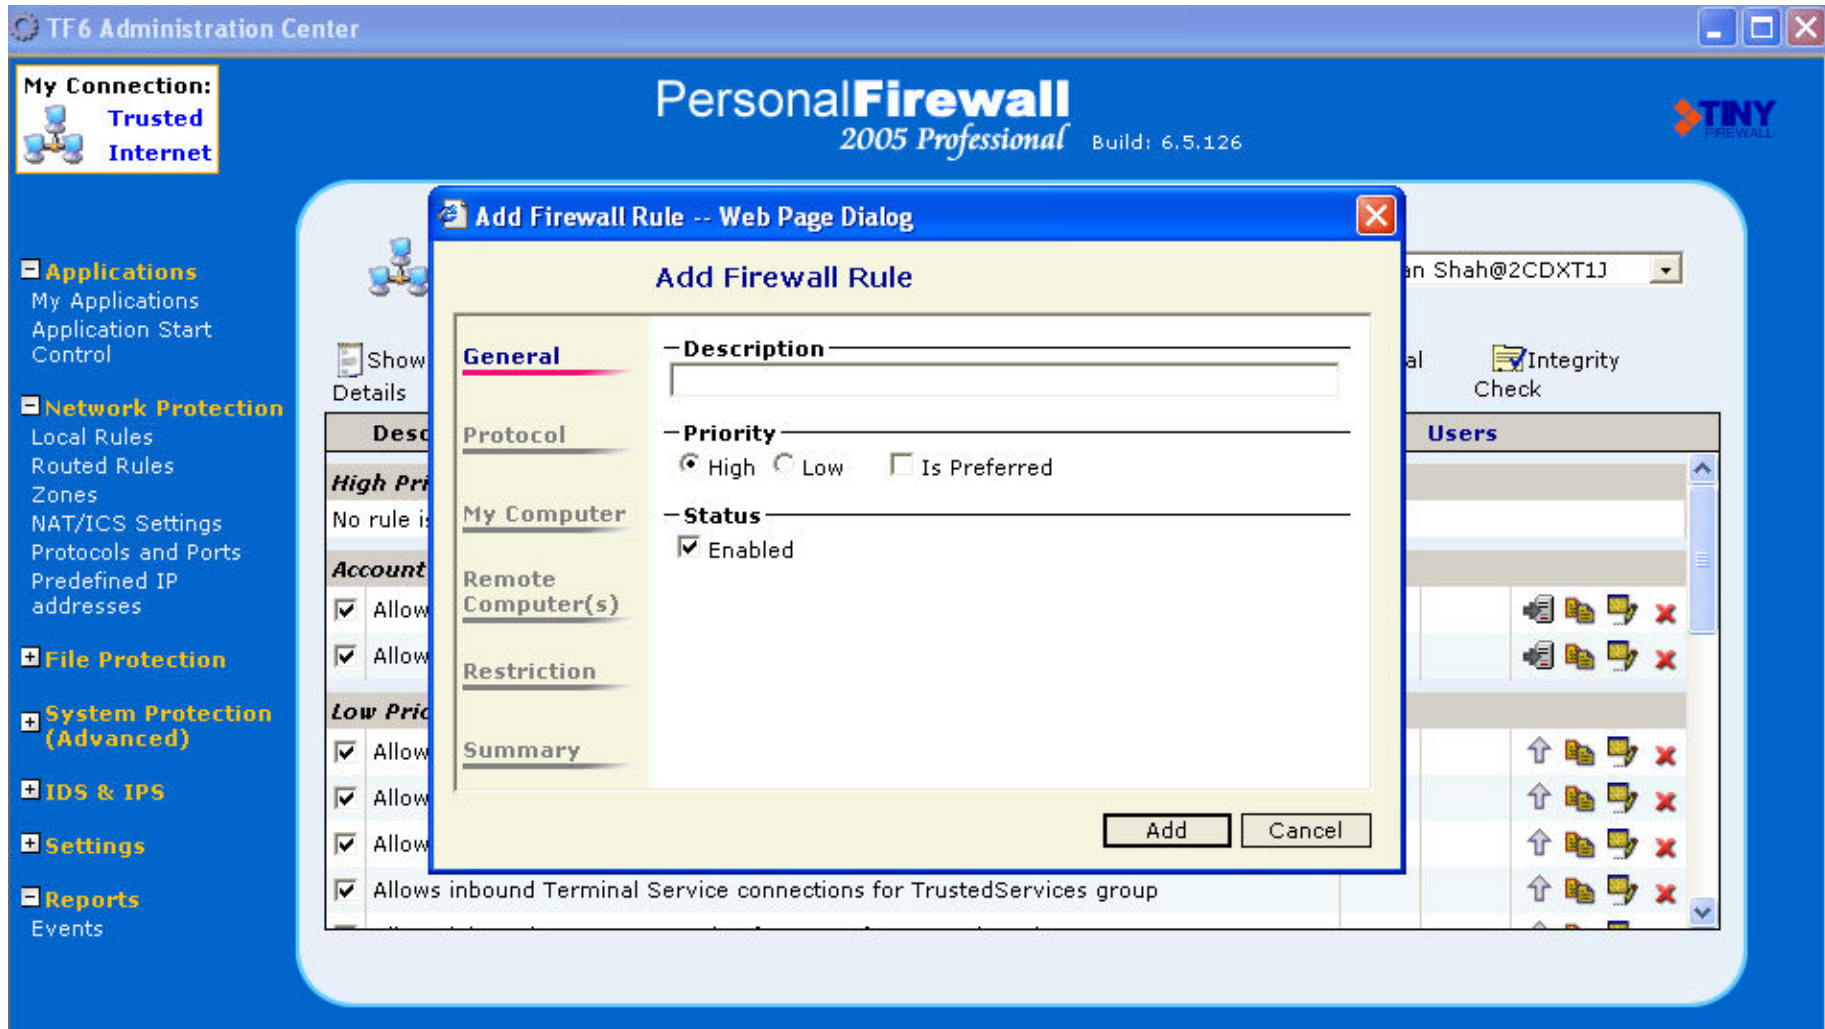 TF6 Administration Center
My Connection:
Trusted
Internet
PersonalFirewall
2005 Professional Build: 6.5.126
TINY
FIREWALL
Applications
My Applications
Application Start
Control
Network Protection
Local Rules
Routed Rules
Zones
NAT/ICS Settings
Protocols and Ports
Predefined IP
addresses
File Protection
System Protection
(Advanced)
IDS & IPS
Settings
Reports
Events
an Shah@2CDXT1J
Show
Details
al
Integrity
Check
Desc
Users
High Pri
No rule is
Account
Allow
Allow
Low Pric
Allow
Allow
Allow
Allows inbound Terminal Service connections for TrustedServices group
Add Firewall Rule -- Web Page Dialog
Add Firewall Rule
General
Protocol
My Computer
Remote
Computer(s)
Restriction
Summary
Description
Priority
High Low Is Preferred
Status
Enabled
Add Cancel